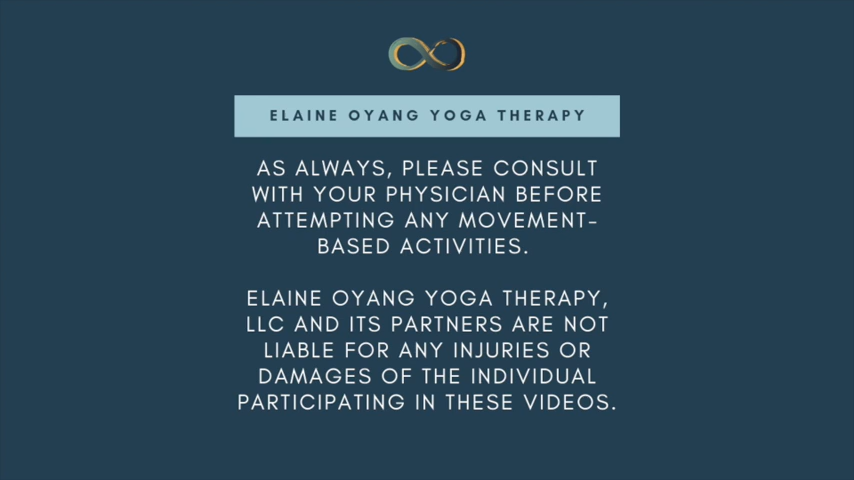 ELAINE OYANG YOGA THERAPY
AS ALWAYS, PLEASE CONSULT
WITH YOUR PHYSICIAN BEFORE
ATTEMPTING ANY MOVEMENT-
BASED ACTIVITIES.
ELAINE OYANG YOGA THERAPY,
LLC AND ITS PARTNERS ARE NOT
LIABLE FOR ANY INJURIES OR
DAMAGES OF THE INDIVIDUAL
PARTICIPATING IN THESE VIDEOS.